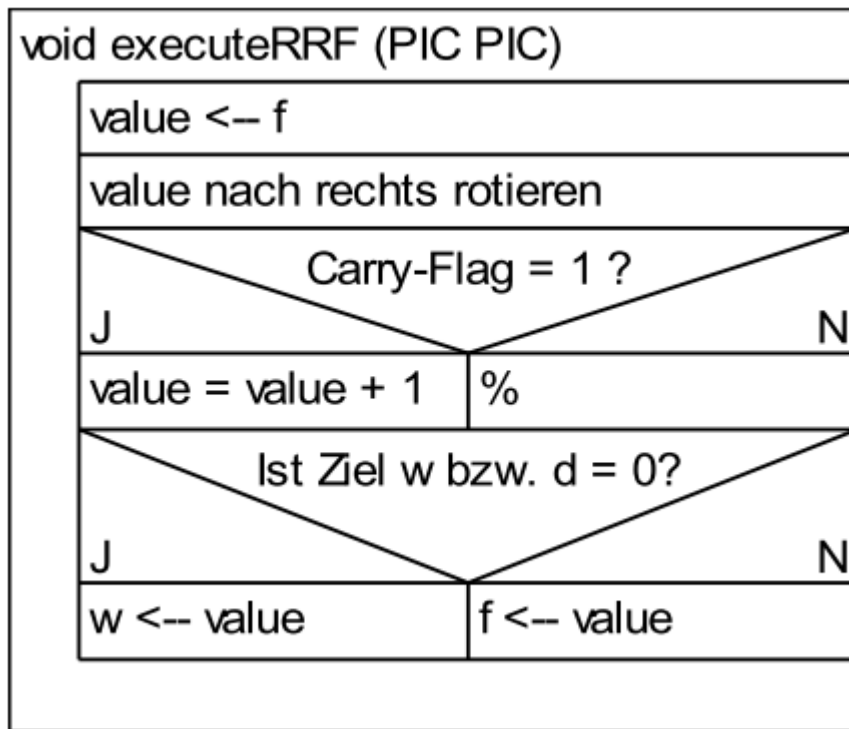 void executeRRF (PIC PIC)
value <-- f
value nach rechts rotieren
Carry-Flag = 1 ?
J N
value = value + 1 %
Ist Ziel w bzw. d = 0?
J N
w <-- value f <-- value